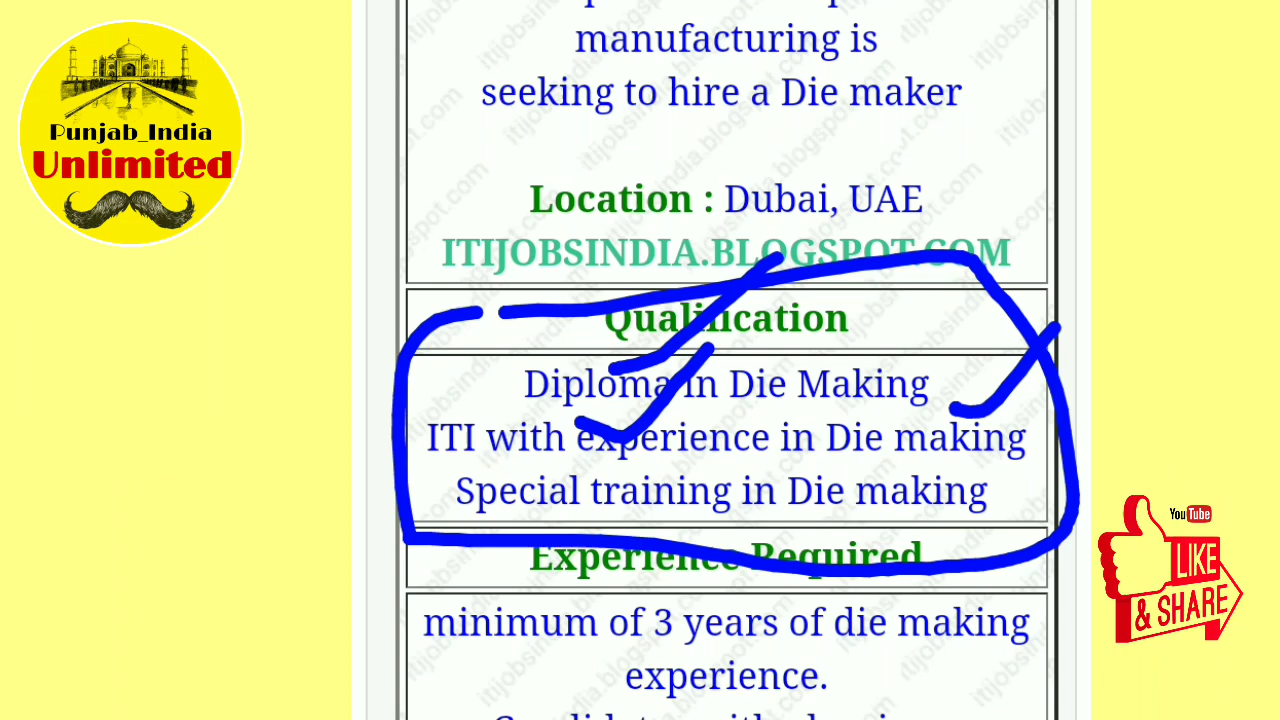 Punjab_India
Unlimited
manufacturing is
seeking to hire a Die maker
Location : Dubai, UAE
ITIJOBSINDIA.BLOGSPOT.COM
Qualification
Diploma in Die Making
ITI with experience in Die making
Special training in Die making
Experience Required
minimum of 3 years of die making
experience.
YouTube
LIKE
& SHARE